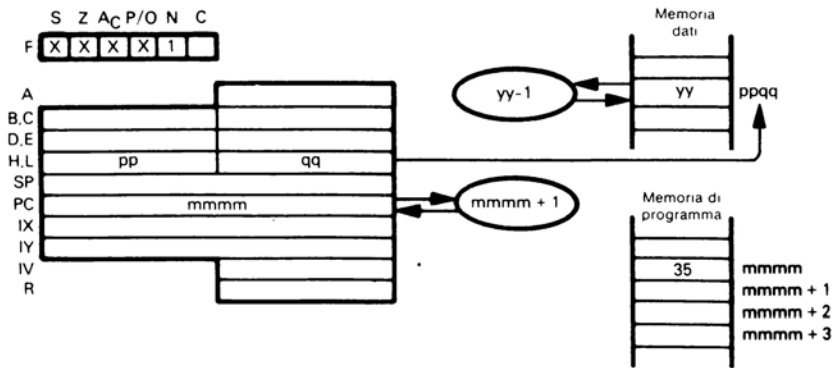 S Z AC P/O N C
F X X X X 1
A
B,C
D,E
H,L pp qq
SP
PC mmmm
IX
IY
IV
R
yy-1
mmmm + 1
Memoria
dati
yy ppqq
Memoria di
programma
35 mmmm
mmmm + 1
mmmm + 2
mmmm + 3